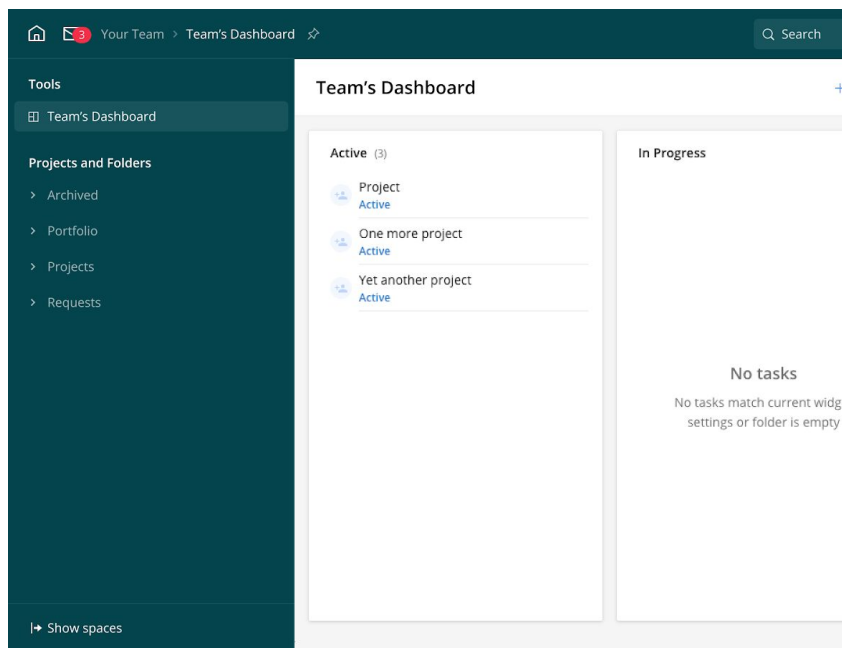 3 Your Team > Team's Dashboard
Search
Tools
Team's Dashboard
Projects and Folders
Archived
Portfolio
Projects
Requests
Show spaces
Team's Dashboard
Active (3)
Project
Active
One more project
Active
Yet another project
Active
In Progress
No tasks
No tasks match current widg
settings or folder is empty